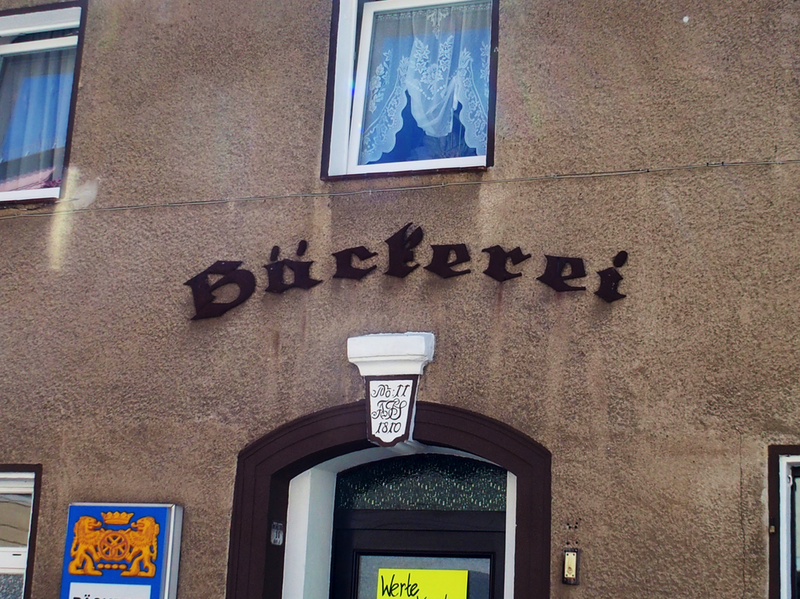 Bäckerei
No: 11
1810
Werte